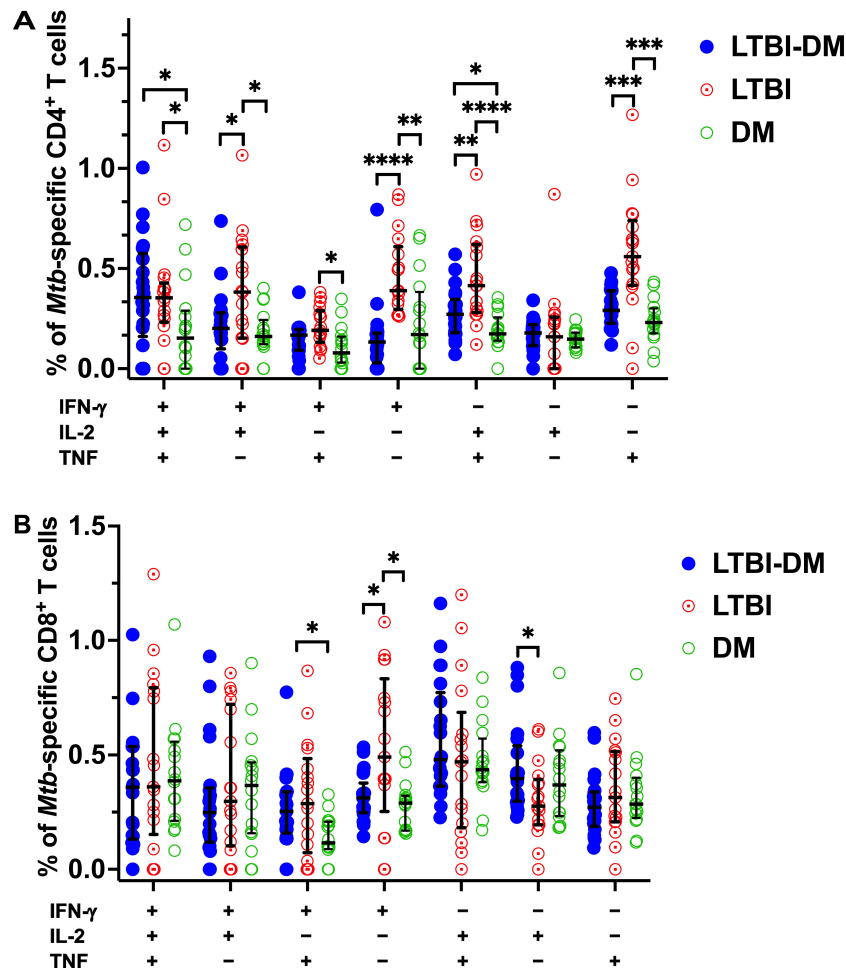 A
% of Mtb-specific CD4⁺ T cells
1.5
1.0
0.5
0.0
* * * * * **** ** * **** ** *** ***
LTBI-DM
LTBI
DM
IFN-γ + + + + − − −
IL-2 + + − − + + −
TNF + − + − + − +
B
% of Mtb-specific CD8⁺ T cells
1.5
1.0
0.5
0.0
* * * *
LTBI-DM
LTBI
DM
IFN-γ + + + + − − −
IL-2 + + − − + + −
TNF + − + − + − +